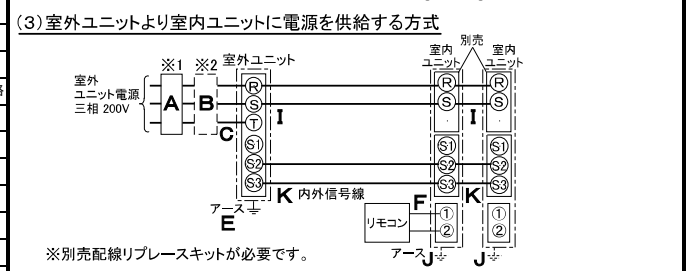 (3)室外ユニットより室内ユニットに電源を供給する方式
別売
※1 ※2 室外ユニット 室内 ユニット 室内 ユニット
室外
ユニット電源
三相 200V
A B R S T I R S R S I
C
S1 S1 S1
S2 S2 S2
S3 S3 S3
K 内外信号線 K
アース
E
リモコン F ① ①
② ②
アース J J
※別売配線リプレースキットが必要です。